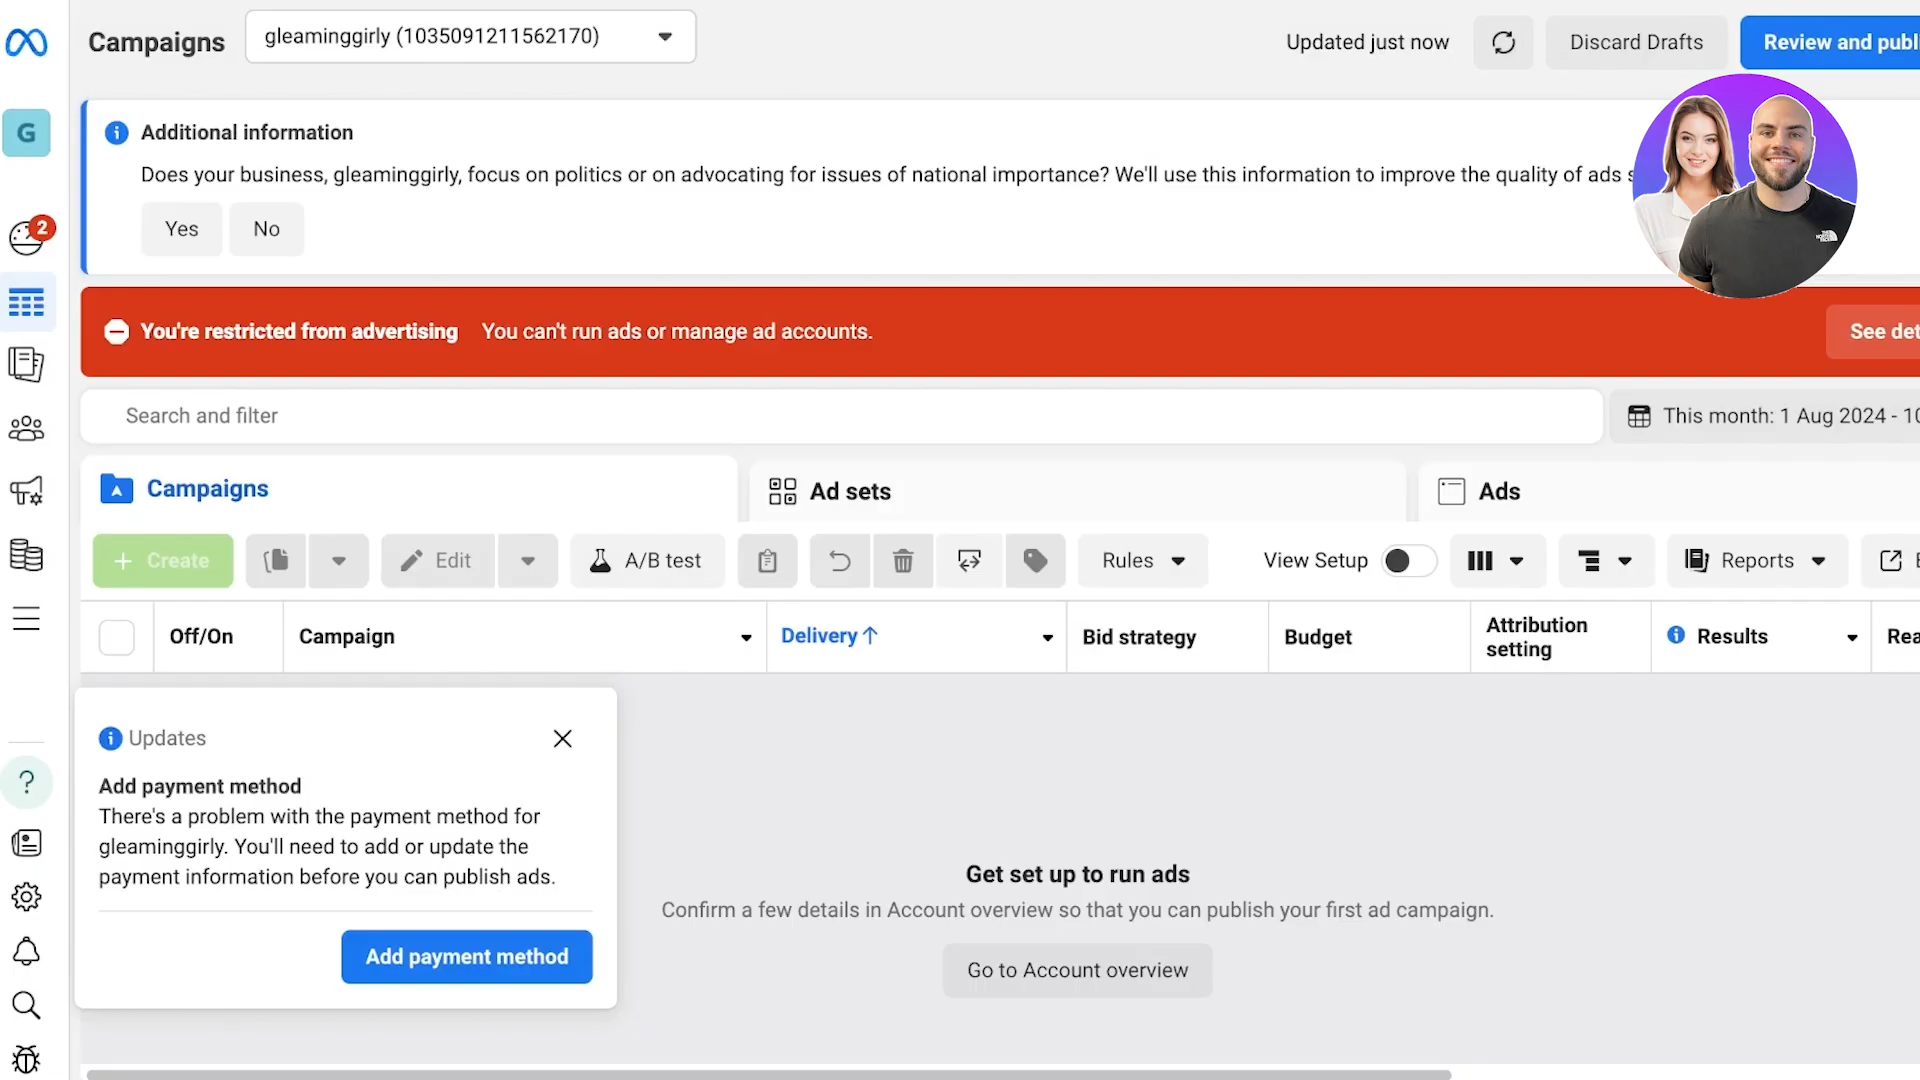 Campaigns
gleaminggirly (1035091211562170)
Updated just now
Discard Drafts
Review and publ
G
Additional information
Does your business, gleaminggirly, focus on politics or on advocating for issues of national importance? We'll use this information to improve the quality of ads s
Yes
No
2
You're restricted from advertising
You can't run ads or manage ad accounts.
See det
Search and filter
This month: 1 Aug 2024 - 10
Campaigns
Ad sets
Ads
+ Create
Edit
A/B test
Rules
View Setup
Reports
Off/On
Campaign
Delivery ↑
Bid strategy
Budget
Attribution
setting
Results
Rea
Updates
Add payment method
There's a problem with the payment method for
gleaminggirly. You'll need to add or update the
payment information before you can publish ads.
Add payment method
Get set up to run ads
Confirm a few details in Account overview so that you can publish your first ad campaign.
Go to Account overview